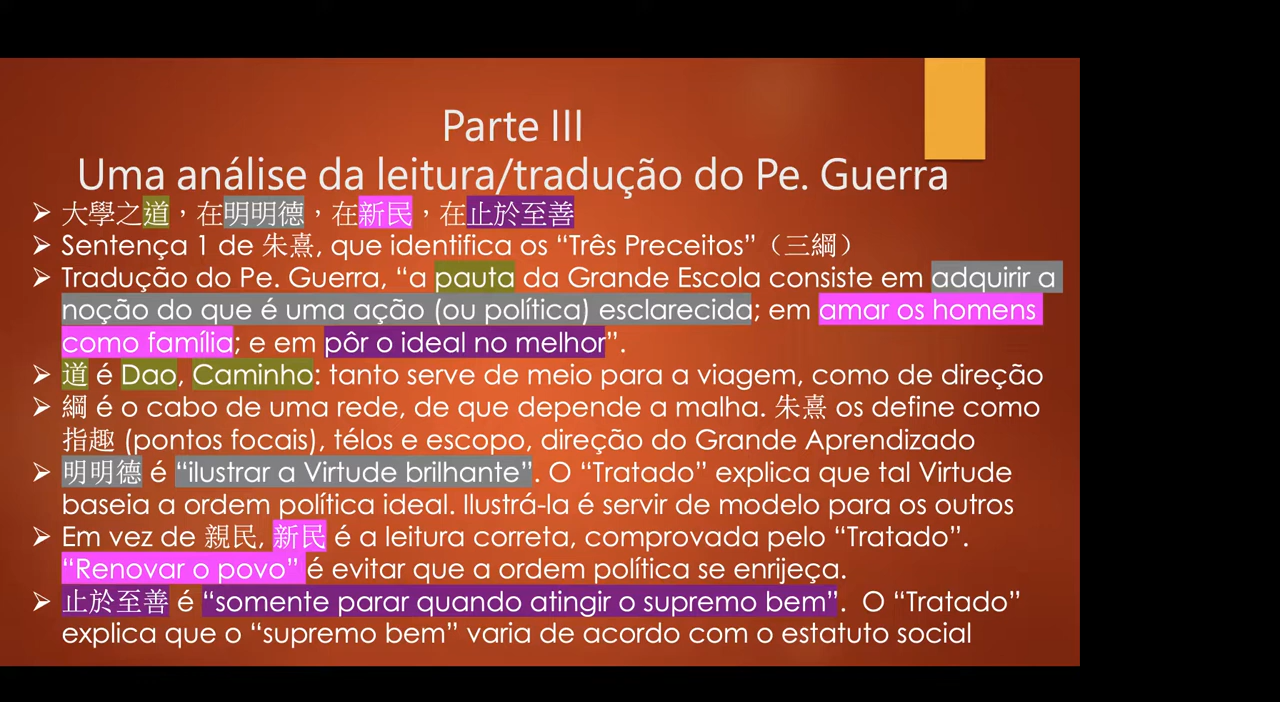 Parte III
Uma análise da leitura/tradução do Pe. Guerra
大學之道，在明明德，在新民，在止於至善
Sentença 1 de 朱熹, que identifica os “Três Preceitos”（三綱）
Tradução do Pe. Guerra, “a pauta da Grande Escola consiste em adquirir a
noção do que é uma ação (ou política) esclarecida; em amar os homens
como família; e em pôr o ideal no melhor”.
道 é Dao, Caminho: tanto serve de meio para a viagem, como de direção
綱 é o cabo de uma rede, de que depende a malha. 朱熹 os define como
指趣 (pontos focais), télos e escopo, direção do Grande Aprendizado
明明德 é “ilustrar a Virtude brilhante”. O “Tratado” explica que tal Virtude
baseia a ordem política ideal. Ilustrá-la é servir de modelo para os outros
Em vez de 親民, 新民 é a leitura correta, comprovada pelo “Tratado”.
“Renovar o povo” é evitar que a ordem política se enrijeça.
止於至善 é “somente parar quando atingir o supremo bem”. O “Tratado”
explica que o “supremo bem” varia de acordo com o estatuto social